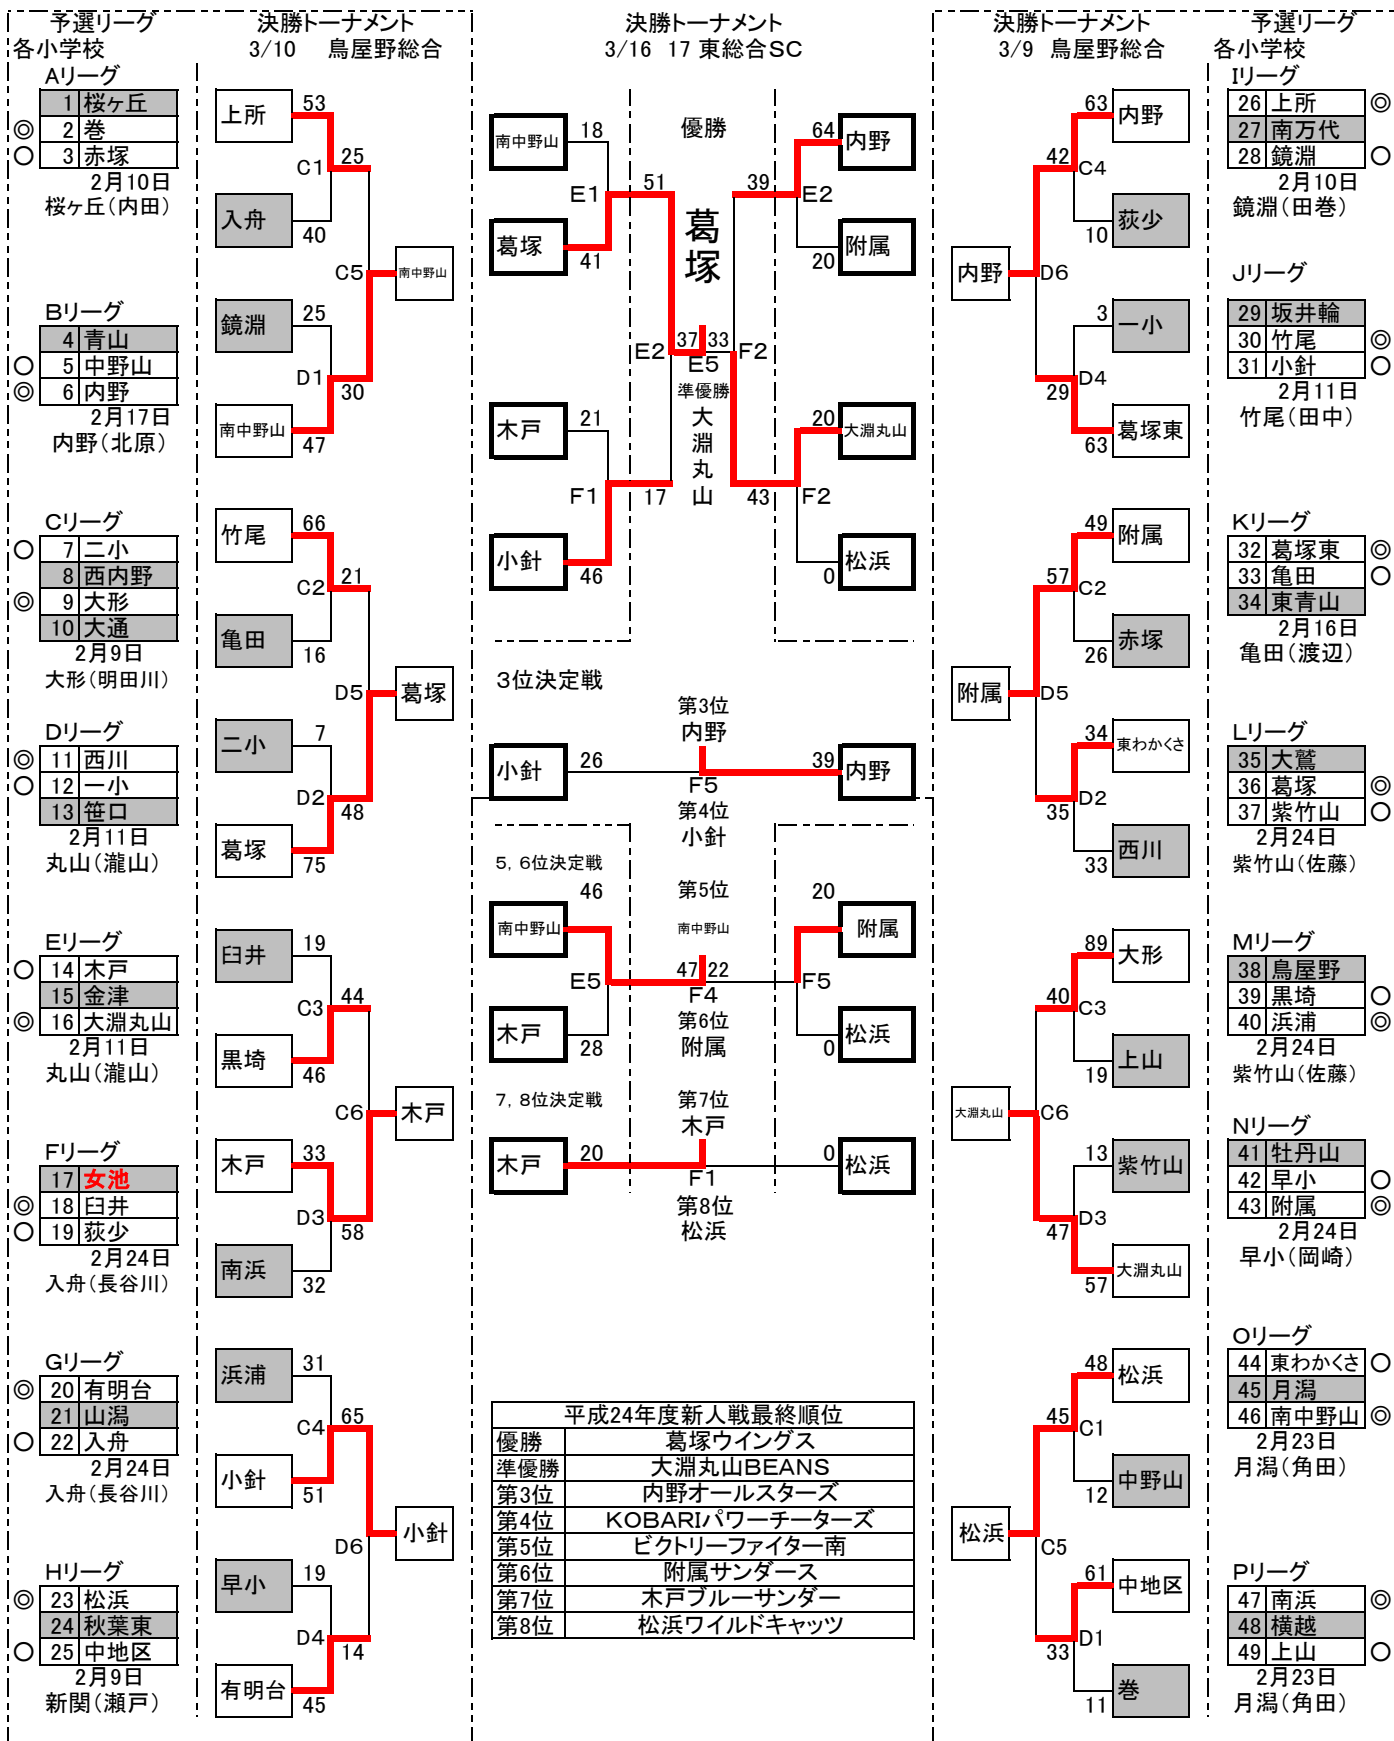 予選リーグ
各小学校
Aリーグ
1 桜ヶ丘
◎ 2 巻
○ 3 赤塚
2月10日
桜ヶ丘(内田)
Bリーグ
4 青山
○ 5 中野山
◎ 6 内野
2月17日
内野(北原)
Cリーグ
○ 7 二小
8 西内野
◎ 9 大形
10 大通
2月9日
大形(明田川)
Dリーグ
◎ 11 西川
○ 12 一小
13 笹口
2月11日
丸山(瀧山)
Eリーグ
○ 14 木戸
15 金津
◎ 16 大淵丸山
2月11日
丸山(瀧山)
Fリーグ
17 女池
◎ 18 臼井
○ 19 荻少
2月24日
入舟(長谷川)
Gリーグ
◎ 20 有明台
21 山潟
○ 22 入舟
2月24日
入舟(長谷川)
Hリーグ
◎ 23 松浜
24 秋葉東
○ 25 中地区
2月9日
新関(瀬戸)
決勝トーナメント
3/10 鳥屋野総合
上所 53
C1 25
入舟 40
C5 南中野山
鏡淵 25
D1 30
南中野山 47
竹尾 66
C2 21
亀田 16
D5 葛塚
二小 7
D2 48
葛塚 75
臼井 19
C3 44
黒埼 46
C6 木戸
木戸 33
D3 58
南浜 32
浜浦 31
C4 65
小針 51
D6 小針
早小 19
D4 14
有明台 45
決勝トーナメント
3/16 17 東総合SC
南中野山 18 優勝 64 内野
E1 51 39 E2
葛塚 41 葛塚 20 附属
E2 37 33 F2
E5
準優勝
大淵丸山
木戸 21 20 大淵丸山
F1 17 43 F2
小針 46 0 松浜
3位決定戦
第3位
内野
小針 26 39 内野
F5
第4位
小針
5,6位決定戦
46 第5位 20
南中野山 南中野山 附属
E5 47 22 F5
F4
第6位
木戸 28 附属 0 松浜
7,8位決定戦 第7位
木戸
木戸 20 0 松浜
F1
第8位
松浜
平成24年度新人戦最終順位
優勝 葛塚ウイングス
準優勝 大淵丸山BEANS
第3位 内野オールスターズ
第4位 KOBARIパワーチーターズ
第5位 ビクトリーファイター南
第6位 附属サンダース
第7位 木戸ブルーサンダー
第8位 松浜ワイルドキャッツ
決勝トーナメント
3/9 鳥屋野総合
63 内野
42 C4
10 荻少
内野 D6
3 一小
29 D4
63 葛塚東
49 附属
57 C2
26 赤塚
附属 D5
34 東わかくさ
35 D2
33 西川
89 大形
40 C3
19 上山
大淵丸山 C6
13 紫竹山
47 D3
57 大淵丸山
48 松浜
45 C1
12 中野山
松浜 C5
61 中地区
33 D1
11 巻
予選リーグ
各小学校
Iリーグ
26 上所 ◎
27 南万代
28 鏡淵 ○
2月10日
鏡淵(田巻)
Jリーグ
29 坂井輪
30 竹尾 ◎
31 小針 ○
2月11日
竹尾(田中)
Kリーグ
32 葛塚東 ◎
33 亀田 ○
34 東青山
2月16日
亀田(渡辺)
Lリーグ
35 大鷲
36 葛塚 ◎
37 紫竹山 ○
2月24日
紫竹山(佐藤)
Mリーグ
38 鳥屋野
39 黒埼 ○
40 浜浦 ◎
2月24日
紫竹山(佐藤)
Nリーグ
41 牡丹山
42 早小 ○
43 附属 ◎
2月24日
早小(岡崎)
Oリーグ
44 東わかくさ ○
45 月潟
46 南中野山 ◎
2月23日
月潟(角田)
Pリーグ
47 南浜 ◎
48 横越
49 上山 ○
2月23日
月潟(角田)